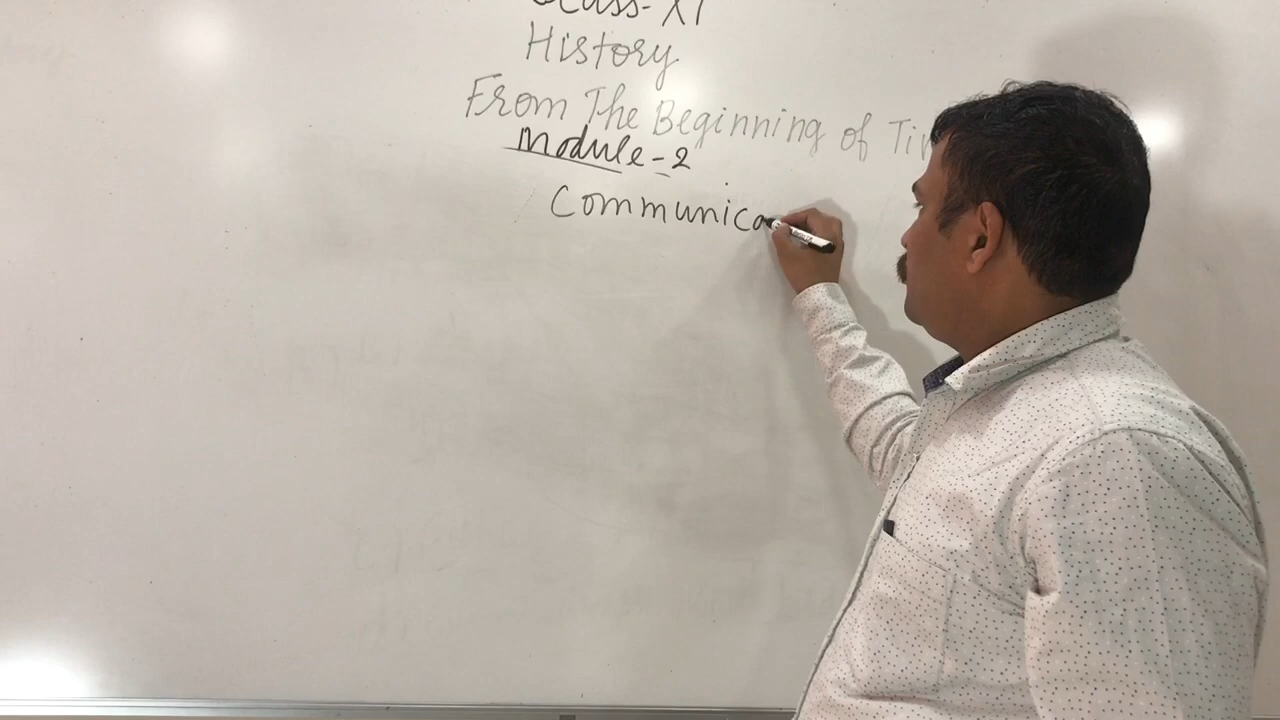 Class-XI
History
From The Beginning of Ti
Module-2
Communica